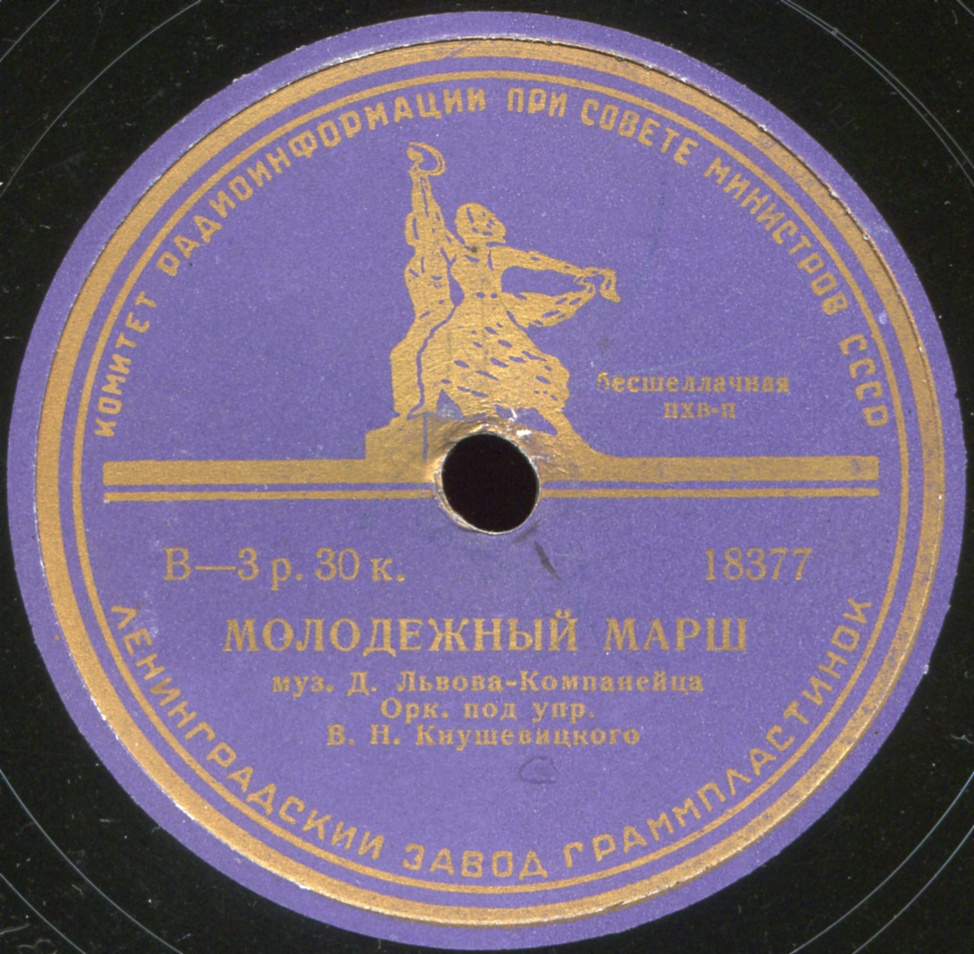 КОМИТЕТ РАДИОИНФОРМАЦИИ ПРИ СОВЕТЕ МИНИСТРОВ СССР
бесшеллачная
пхв-п
В—3 р. 30 к.
18377
МОЛОДЕЖНЫЙ МАРШ
муз. Д. Львова-Компанейца
Орк. под упр.
В. Н. Кнушевицкого
ЛЕНИНГРАДСКИЙ ЗАВОД ГРАММПЛАСТИНОК